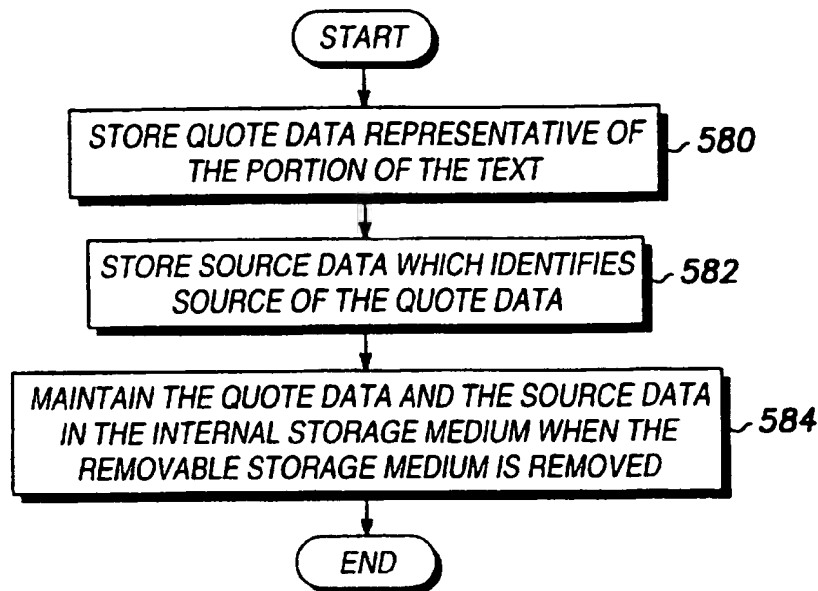 START
STORE QUOTE DATA REPRESENTATIVE OF
THE PORTION OF THE TEXT
580
STORE SOURCE DATA WHICH IDENTIFIES
SOURCE OF THE QUOTE DATA
582
MAINTAIN THE QUOTE DATA AND THE SOURCE DATA
IN THE INTERNAL STORAGE MEDIUM WHEN THE
REMOVABLE STORAGE MEDIUM IS REMOVED
584
END